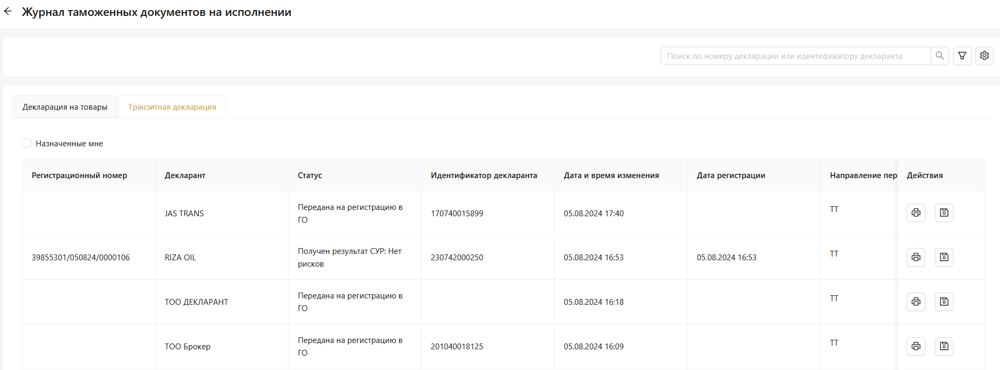 Журнал таможенных документов на исполнении
Поиск по номеру декларации или идентификатору декларанта
Декларация на товары
Транзитная декларация
Назначенные мне
Регистрационный номер
Декларант
Статус
Идентификатор декларанта
Дата и время изменения
Дата регистрации
Направление пер
Действия
JAS TRANS
Передана на регистрацию в
ГО
170740015899
05.08.2024 17:40
ТТ
39855301/050824/0000106
RIZA OIL
Получен результат СУР: Нет
рисков
230742000250
05.08.2024 16:53
05.08.2024 16:53
ТТ
ТОО ДЕКЛАРАНТ
Передана на регистрацию в
ГО
05.08.2024 16:18
ТТ
ТОО Брокер
Передана на регистрацию в
ГО
201040018125
05.08.2024 16:09
ТТ